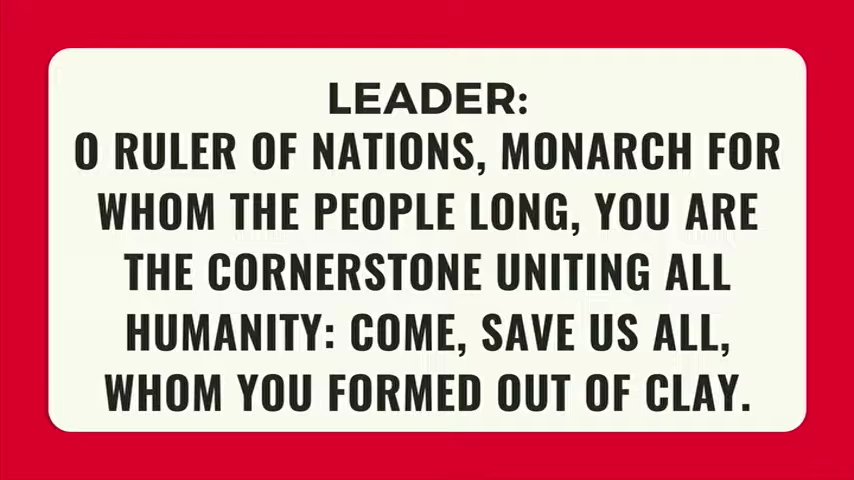 LEADER:
O RULER OF NATIONS, MONARCH FOR
WHOM THE PEOPLE LONG, YOU ARE
THE CORNERSTONE UNITING ALL
HUMANITY: COME, SAVE US ALL,
WHOM YOU FORMED OUT OF CLAY.